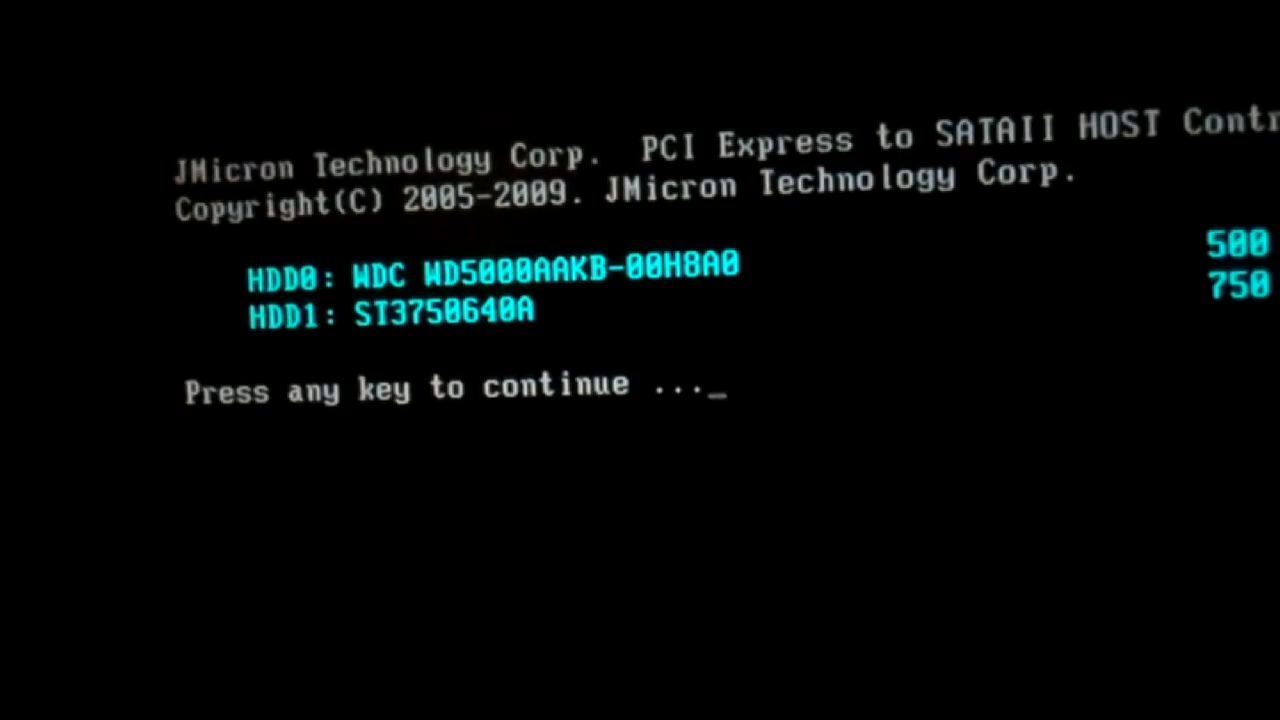 JMicron Technology Corp.  PCI Express to SATAII HOST Contr
Copyright(C) 2005-2009. JMicron Technology Corp.
HDD0: WDC WD5000AAKB-00H8A0 500
HDD1: ST3750640A 750
Press any key to continue ..._